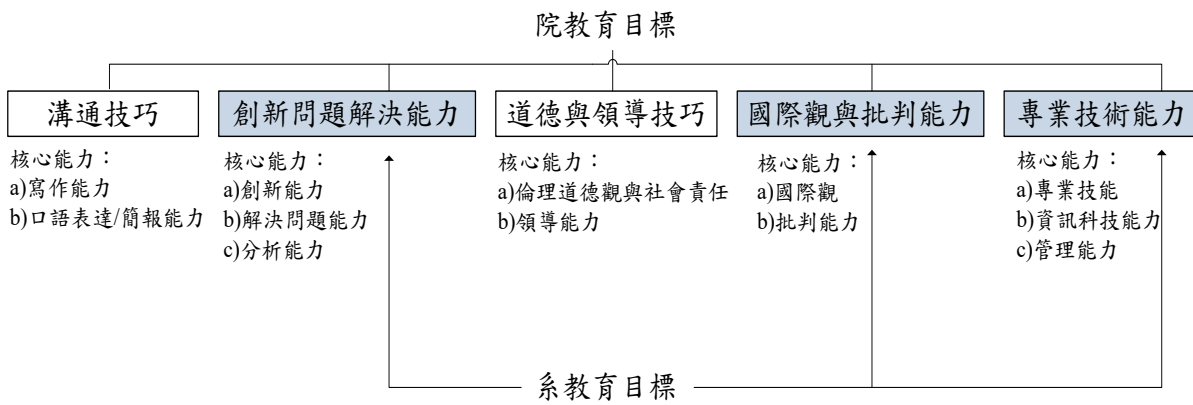 院教育目標
溝通技巧
核心能力：
a)寫作能力
b)口語表達/簡報能力
創新問題解決能力
核心能力：
a)創新能力
b)解決問題能力
c)分析能力
道德與領導技巧
核心能力：
a)倫理道德觀與社會責任
b)領導能力
國際觀與批判能力
核心能力：
a)國際觀
b)批判能力
專業技術能力
核心能力：
a)專業技能
b)資訊科技能力
c)管理能力
系教育目標